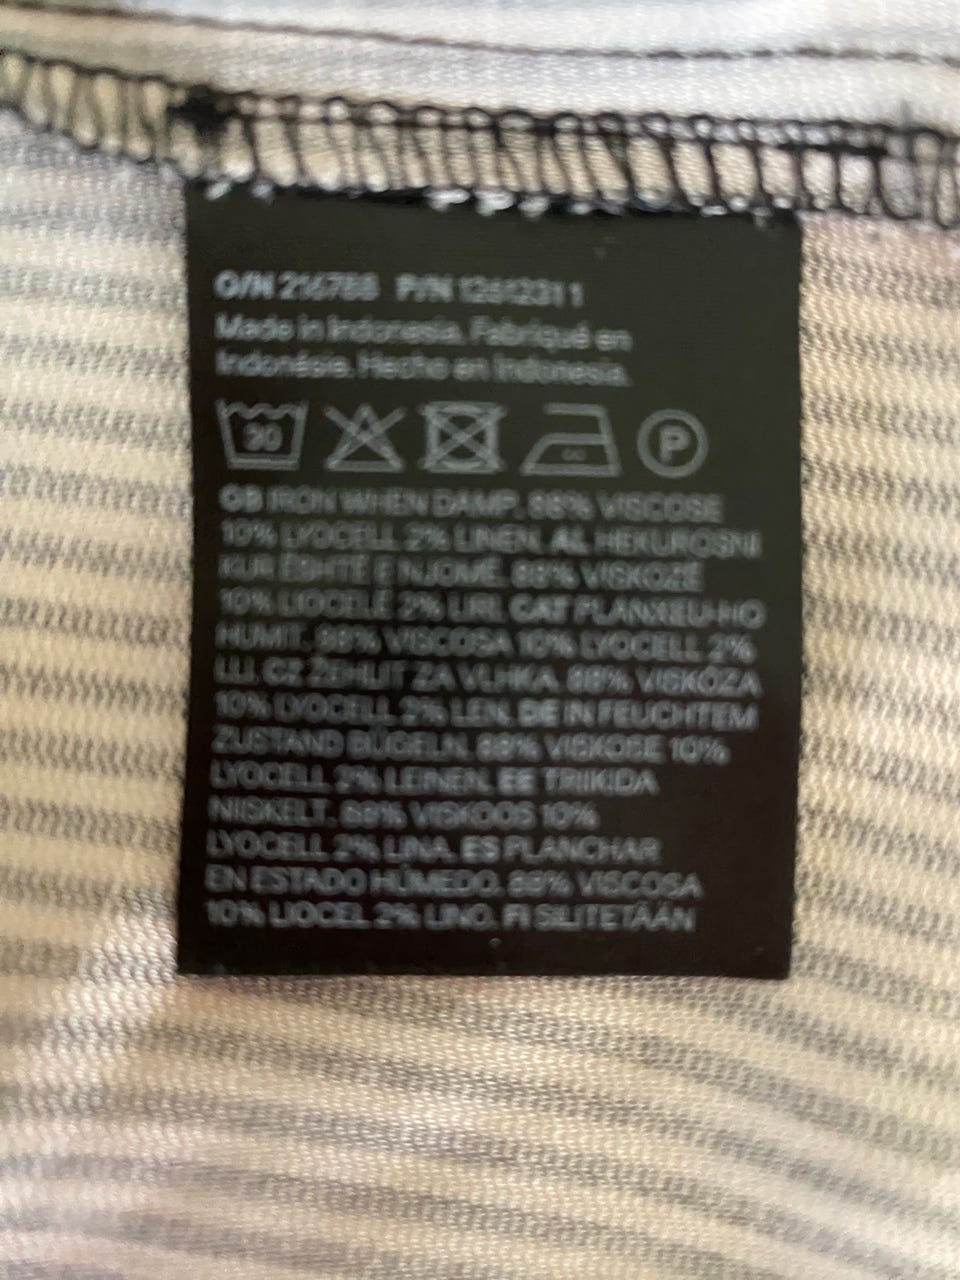 O/N 216788 P/N 12612311
Made in Indonesia. Fabriqué en
Indonésie. Hecho en Indonesia.
30 P
GB IRON WHEN DAMP. 88% VISCOSE
10% LYOCELL 2% LINEN. AL HEKUROSNI
KUR ËSHTË E NJOMË. 88% VISKOZË
10% LIOCELË 2% LIRI. CAT PLANXEU-HO
HUMIT. 88% VISCOSA 10% LYOCELL 2%
LLI. CZ ŽEHLIT ZA VLHKA. 88% VISKÓZA
10% LYOCELL 2% LEN. DE IN FEUCHTEM
ZUSTAND BÜGELN. 88% VISKOSE 10%
LYOCELL 2% LEINEN. EE TRIIKIDA
NIISKELT. 88% VISKOOS 10%
LYOCELL 2% LINA. ES PLANCHAR
EN ESTADO HÚMEDO. 88% VISCOSA
10% LIOCEL 2% LINO. FI SILITETÄÄN